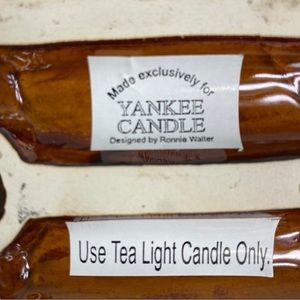 Made exclusively for
YANKEE
CANDLE
Designed by Ronnie Walter
Use Tea Light Candle Only.